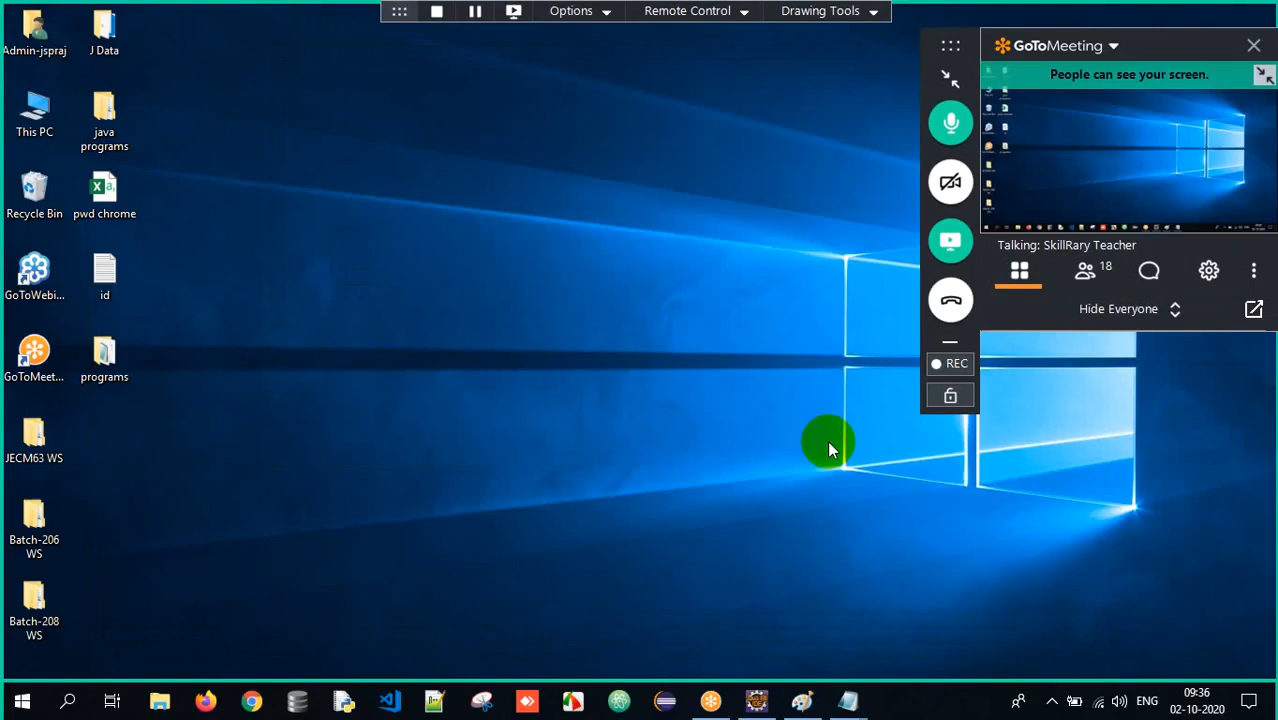 Options
Remote Control
Drawing Tools
Admin-jspraj
J Data
GoToMeeting
People can see your screen.
This PC
java
programs
Recycle Bin
pwd chrome
Talking: SkillRary Teacher
18
GoToWebi...
id
Hide Everyone
REC
GoToMeet...
programs
JECM63 WS
Batch-206
WS
Batch-208
WS
ENG
09:36
02-10-2020